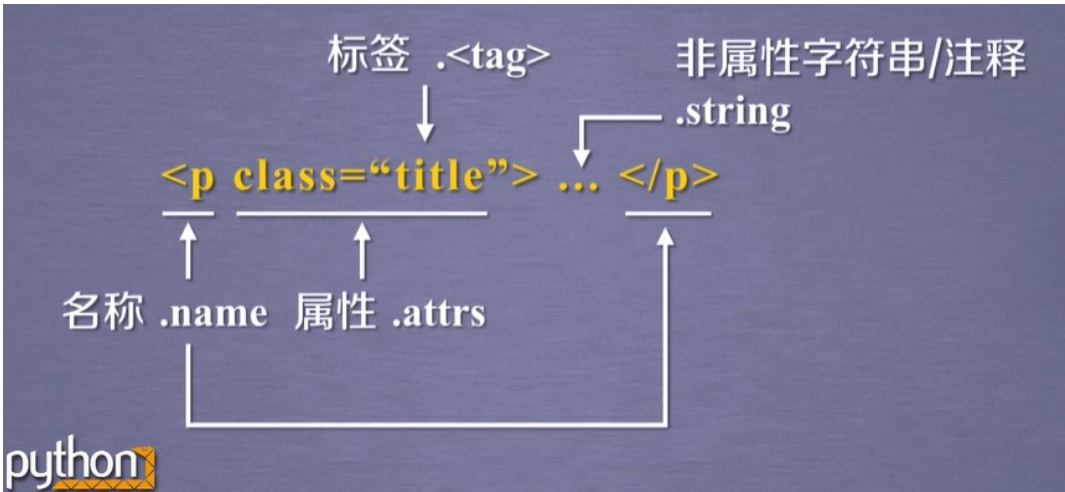 标签 .<tag>
非属性字符串/注释
.string
<p class=“title”> ... </p>
名称 .name 属性 .attrs
python